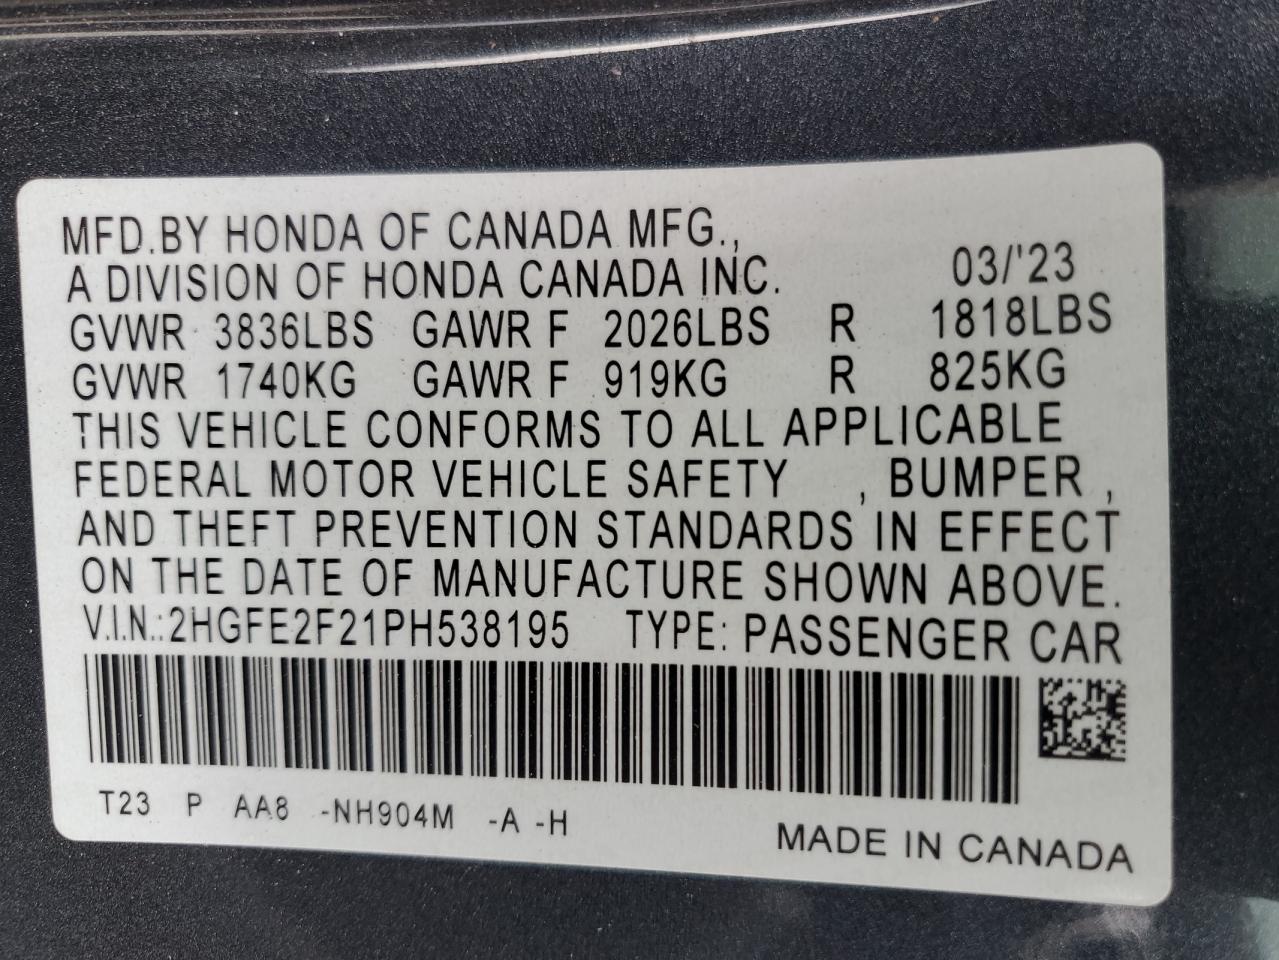 MFD.BY HONDA OF CANADA MFG.,
A DIVISION OF HONDA CANADA INC. 03/'23
GVWR 3836LBS GAWR F 2026LBS R 1818LBS
GVWR 1740KG GAWR F 919KG R 825KG
THIS VEHICLE CONFORMS TO ALL APPLICABLE
FEDERAL MOTOR VEHICLE SAFETY , BUMPER ,
AND THEFT PREVENTION STANDARDS IN EFFECT
ON THE DATE OF MANUFACTURE SHOWN ABOVE.
V.I.N.:2HGFE2F21PH538195 TYPE: PASSENGER CAR
T23 P AA8 -NH904M -A -H
MADE IN CANADA